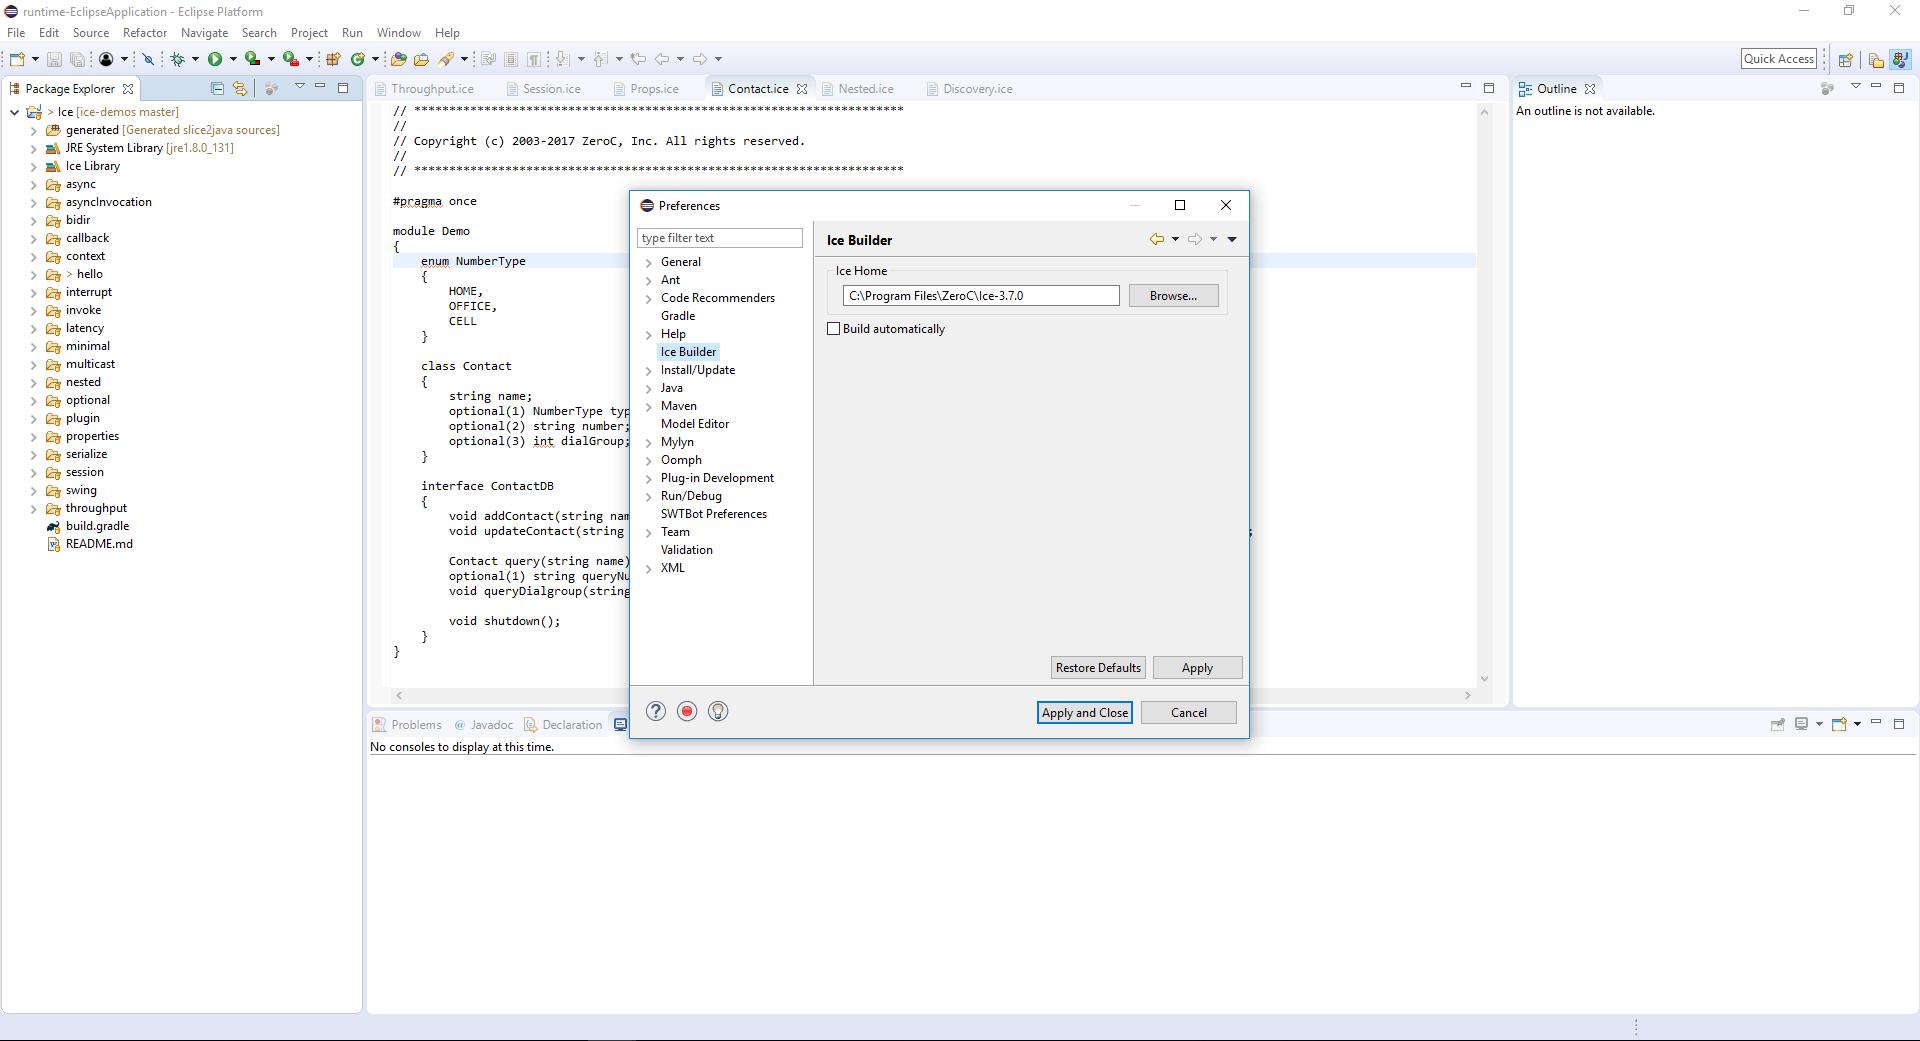 runtime-EclipseApplication - Eclipse Platform
File Edit Source Refactor Navigate Search Project Run Window Help
Quick Access
Package Explorer
> Ice [ice-demos master]
generated [Generated slice2java sources]
JRE System Library [jre1.8.0_131]
Ice Library
async
asyncInvocation
bidir
callback
context
> hello
interrupt
invoke
latency
minimal
multicast
nested
optional
plugin
properties
serialize
session
swing
throughput
build.gradle
README.md
Throughput.ice Session.ice Props.ice Contact.ice Nested.ice Discovery.ice
// **********************************************************************
//
// Copyright (c) 2003-2017 ZeroC, Inc. All rights reserved.
//
// **********************************************************************
#pragma once
module Demo
{
enum NumberType
{
HOME,
OFFICE,
CELL
}
class Contact
{
string name;
optional(1) NumberType typ
optional(2) string number;
optional(3) int dialGroup;
}
interface ContactDB
{
void addContact(string nam
void updateContact(string ;
Contact query(string name)
optional(1) string queryNu
void queryDialgroup(string
void shutdown();
}
}
Preferences
type filter text
General
Ant
Code Recommenders
Gradle
Help
Ice Builder
Install/Update
Java
Maven
Model Editor
Mylyn
Oomph
Plug-in Development
Run/Debug
SWTBot Preferences
Team
Validation
XML
Ice Builder
Ice Home
C:\Program Files\ZeroC\Ice-3.7.0 Browse...
Build automatically
Restore Defaults Apply
Apply and Close Cancel
Outline
An outline is not available.
Problems @ Javadoc Declaration
No consoles to display at this time.